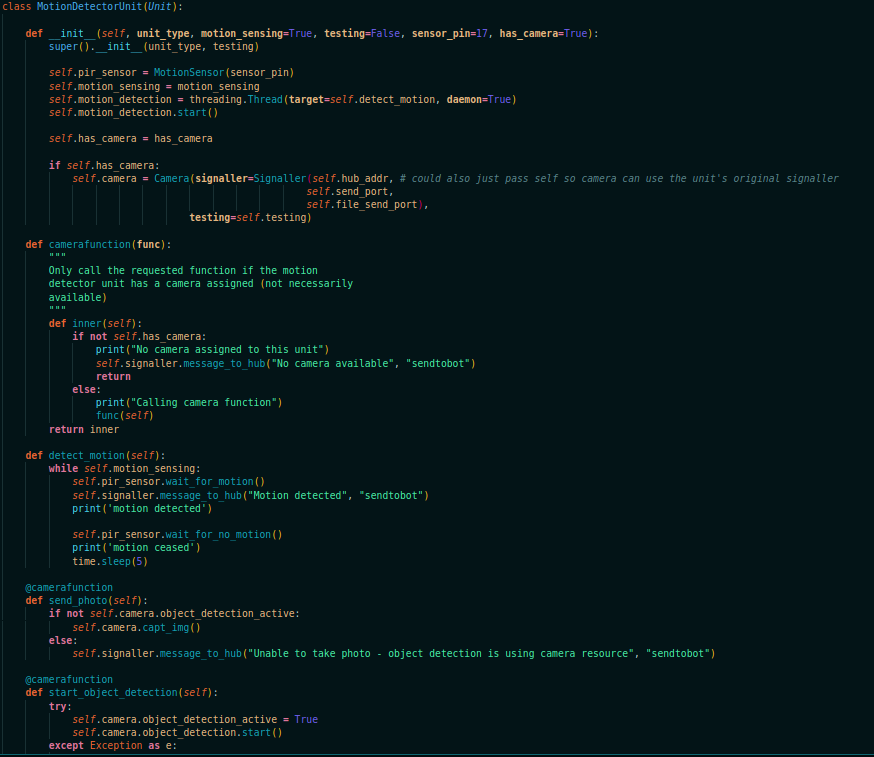 class MotionDetectorUnit(Unit):
def __init__(self, unit_type, motion_sensing=True, testing=False, sensor_pin=17, has_camera=True):
super().__init__(unit_type, testing)
self.pir_sensor = MotionSensor(sensor_pin)
self.motion_sensing = motion_sensing
self.motion_detection = threading.Thread(target=self.detect_motion, daemon=True)
self.motion_detection.start()
self.has_camera = has_camera
if self.has_camera:
self.camera = Camera(signaller=Signaller(self.hub_addr, # could also just pass self so camera can use the unit's original signaller
self.send_port,
self.file_send_port),
testing=self.testing)
def camerafunction(func):
"""
Only call the requested function if the motion
detector unit has a camera assigned (not necessarily
available)
"""
def inner(self):
if not self.has_camera:
print("No camera assigned to this unit")
self.signaller.message_to_hub("No camera available", "sendtobot")
return
else:
print("Calling camera function")
func(self)
return inner
def detect_motion(self):
while self.motion_sensing:
self.pir_sensor.wait_for_motion()
self.signaller.message_to_hub("Motion detected", "sendtobot")
print('motion detected')
self.pir_sensor.wait_for_no_motion()
print('motion ceased')
time.sleep(5)
@camerafunction
def send_photo(self):
if not self.camera.object_detection_active:
self.camera.capt_img()
else:
self.signaller.message_to_hub("Unable to take photo - object detection is using camera resource", "sendtobot")
@camerafunction
def start_object_detection(self):
try:
self.camera.object_detection_active = True
self.camera.object_detection.start()
except Exception as e: